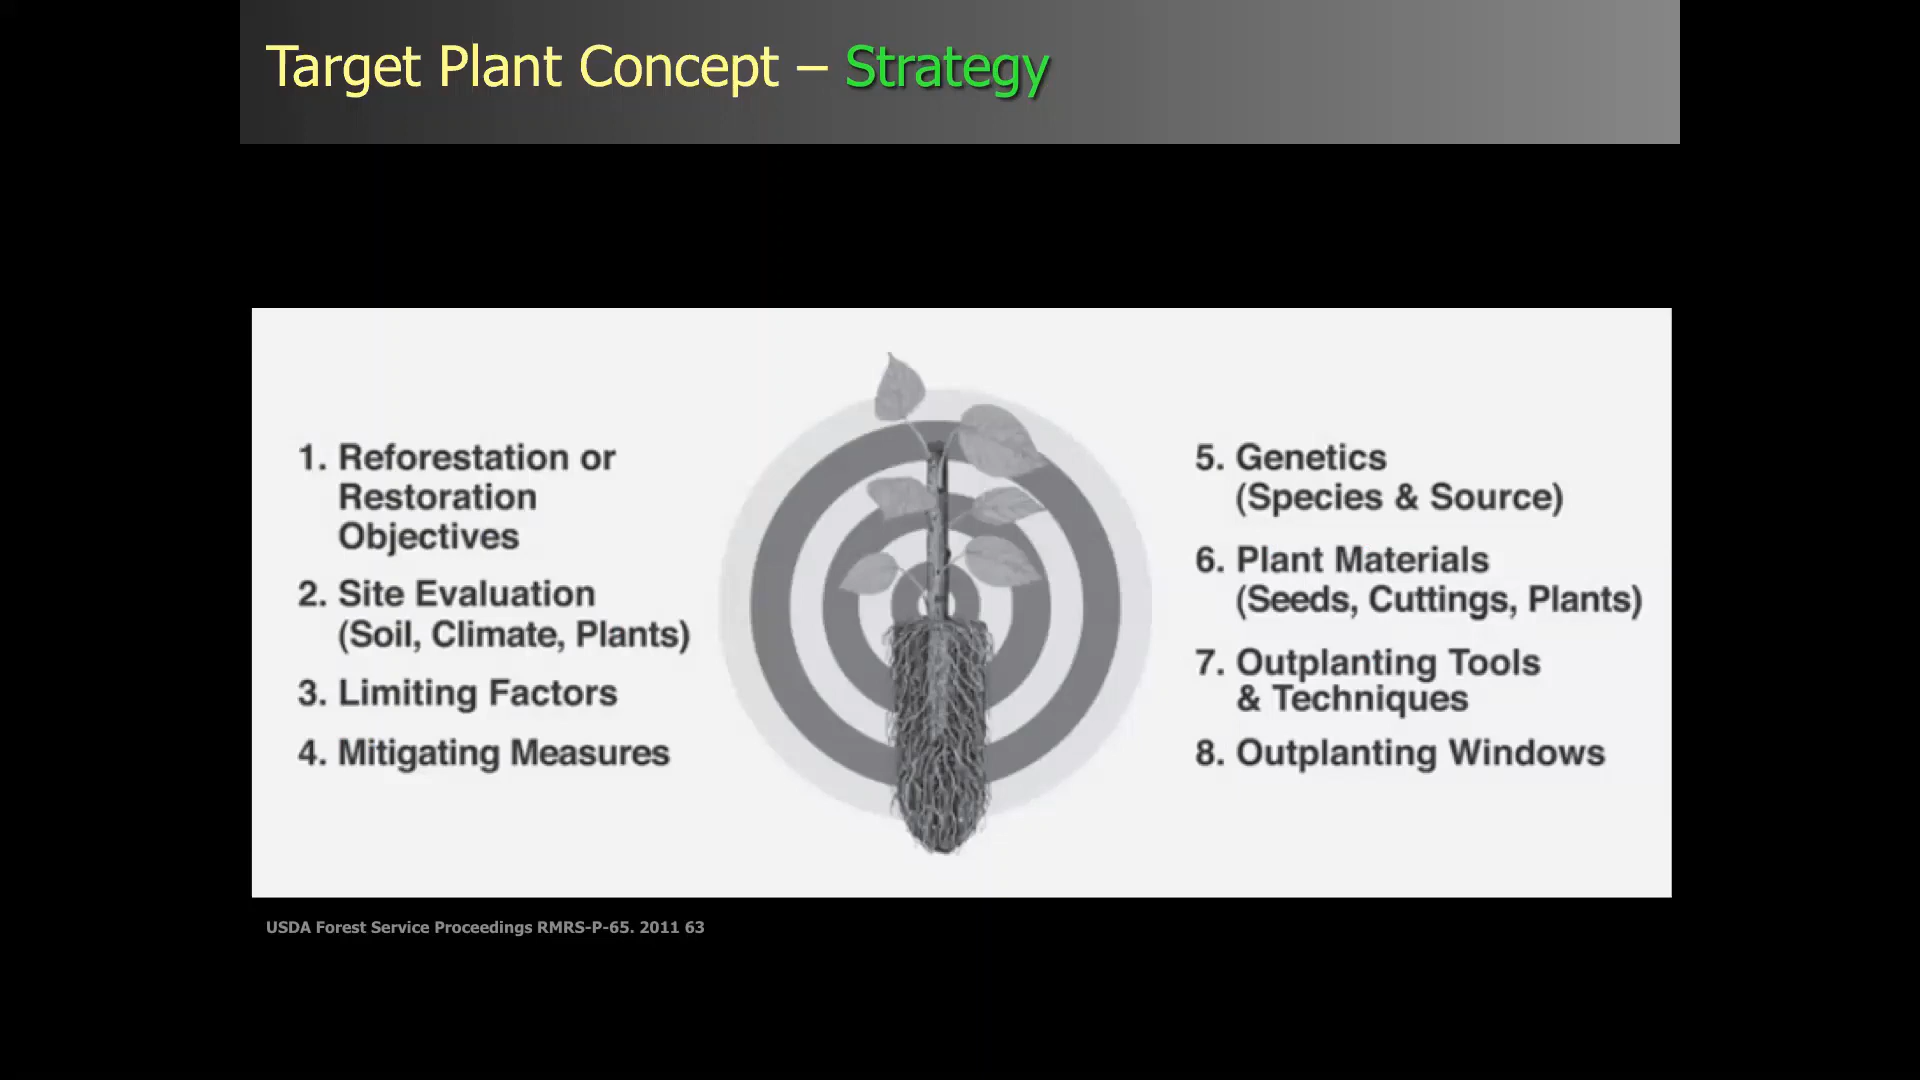 Target Plant Concept – Strategy
1. Reforestation or
Restoration
Objectives
2. Site Evaluation
(Soil, Climate, Plants)
3. Limiting Factors
4. Mitigating Measures
5. Genetics
(Species & Source)
6. Plant Materials
(Seeds, Cuttings, Plants)
7. Outplanting Tools
& Techniques
8. Outplanting Windows
USDA Forest Service Proceedings RMRS-P-65. 2011 63